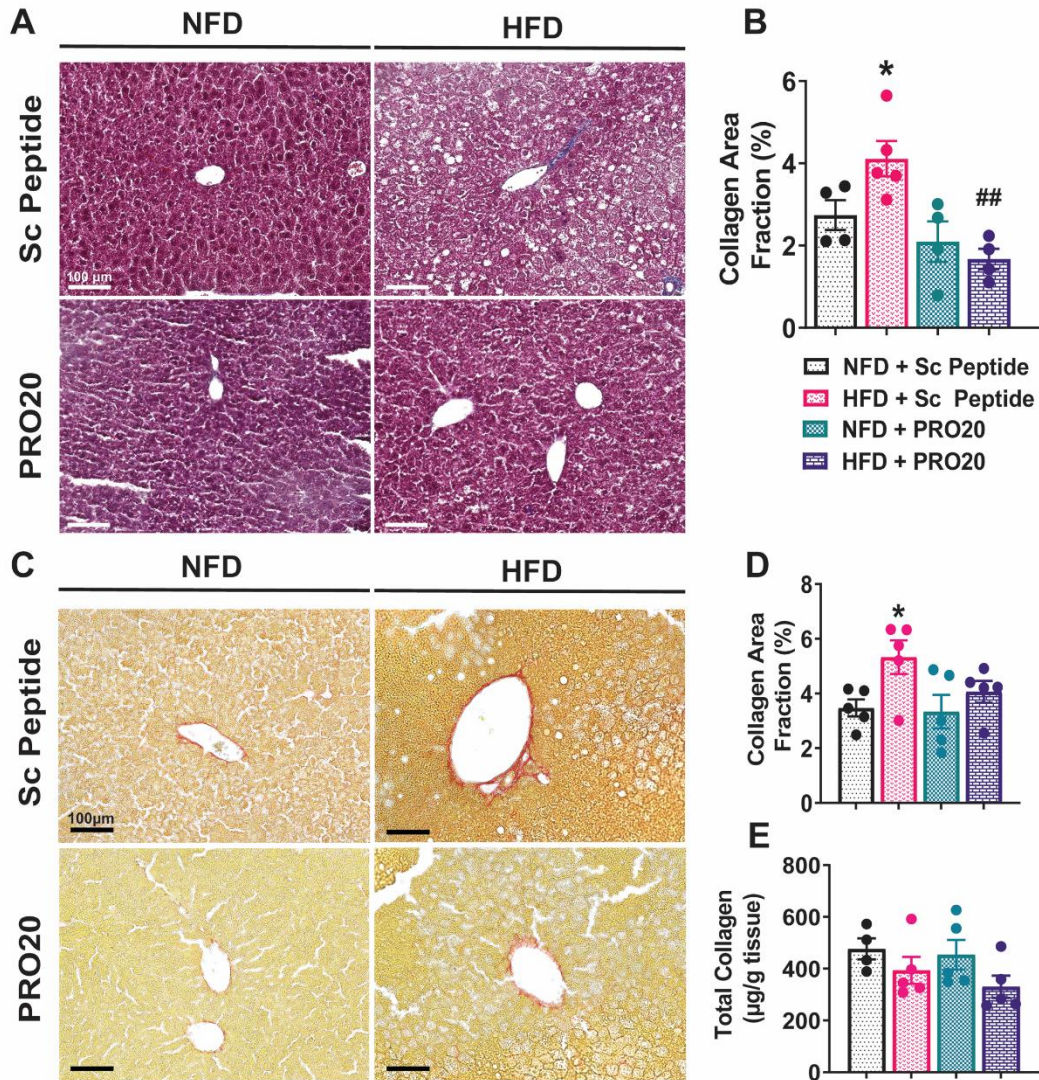 A
NFD
HFD
Sc Peptide
100 µm
PRO20
B
Collagen Area
Fraction (%)
6
4
2
0
*
##
NFD + Sc Peptide
HFD + Sc Peptide
NFD + PRO20
HFD + PRO20
C
NFD
HFD
Sc Peptide
100µm
PRO20
D
Collagen Area
Fraction (%)
8
6
4
2
0
*
E
Total Collagen
(µg/g tissue)
800
600
400
200
0